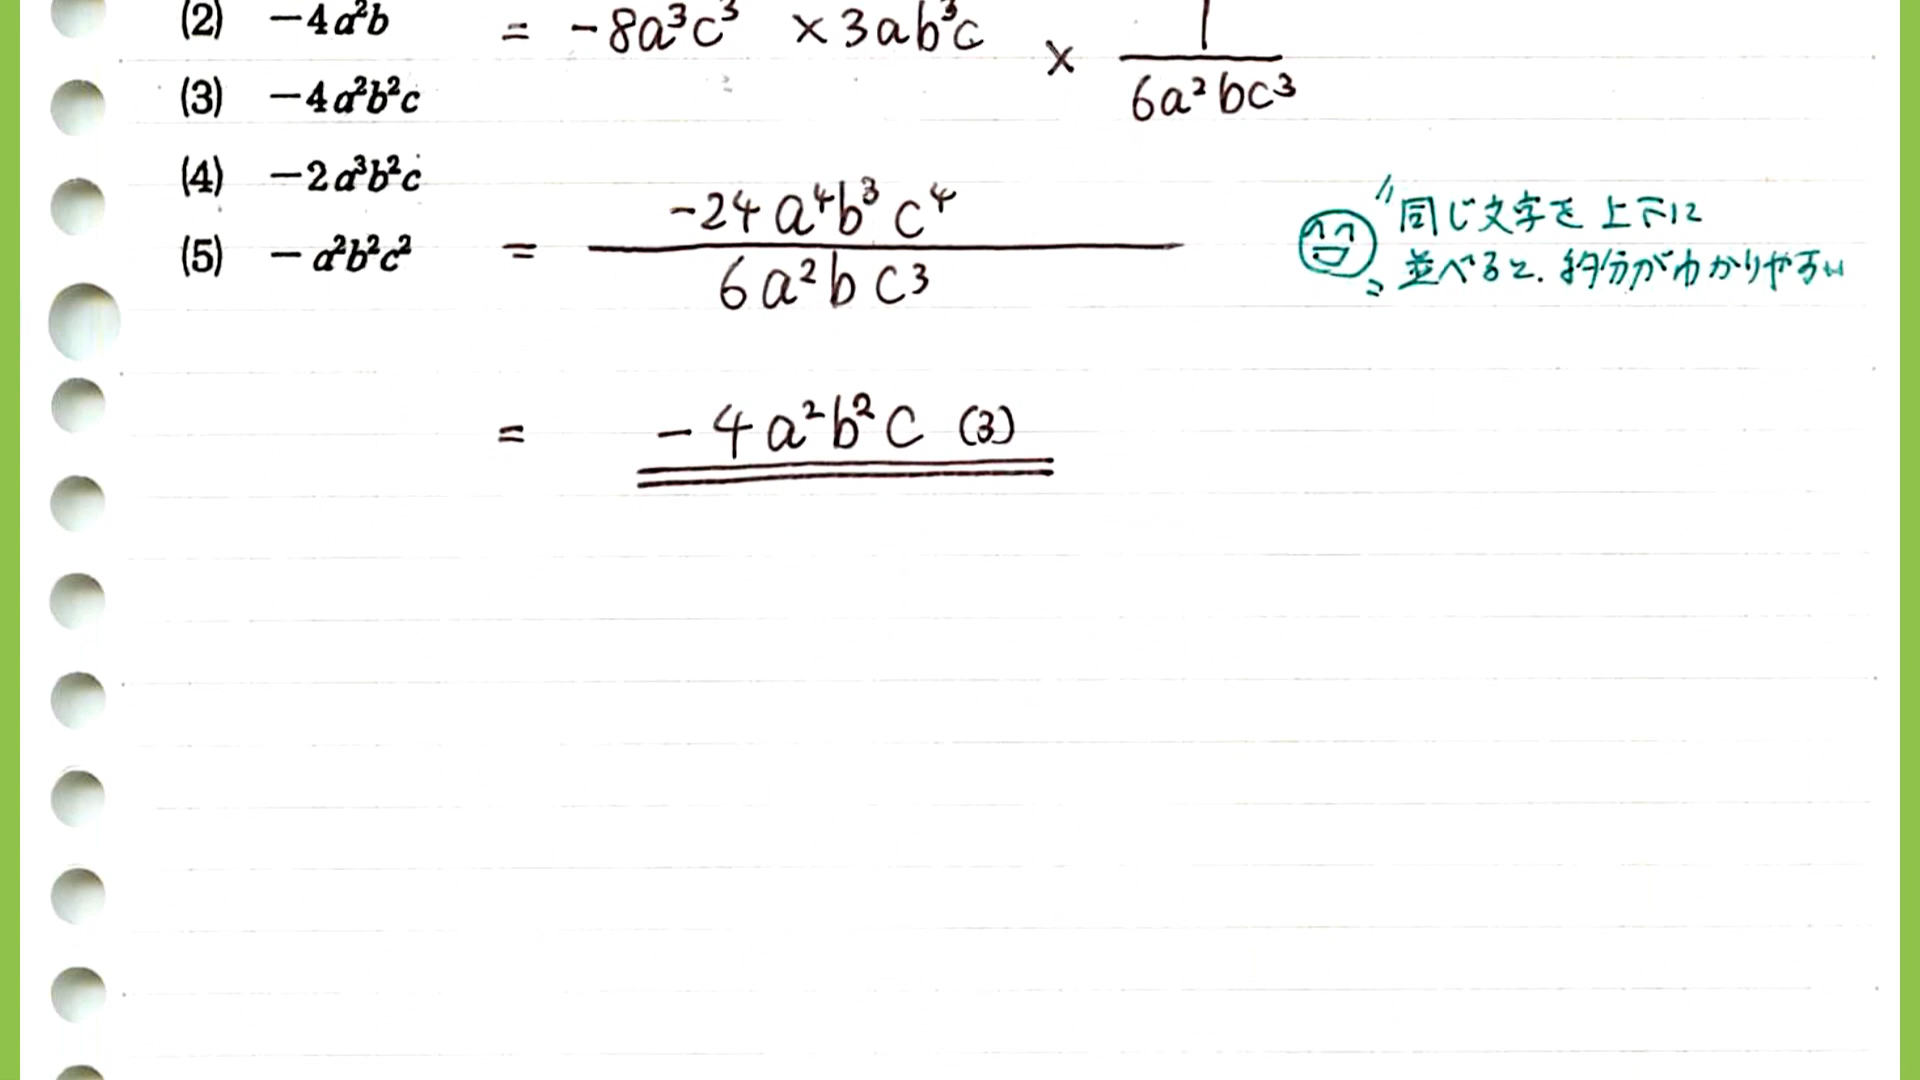 (2) −4a²b
(3) −4a²b²c
(4) −2a³b²c
(5) −a²b²c²
= -8a³c³ × 3ab³c × 1/6a²bc³
= -24a⁴b³c⁴/6a²bc³
= -4a²b²c (3)
同じ文字を上下に
並べると、約分がわかりやすい